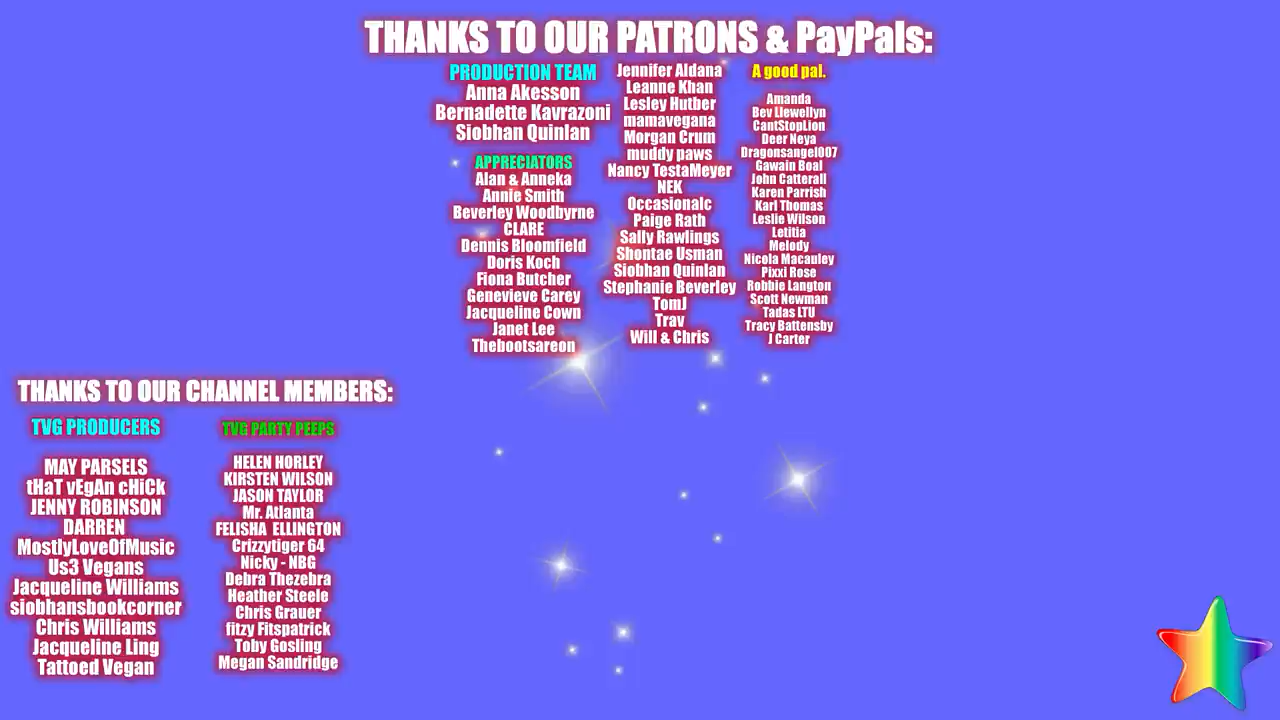 THANKS TO OUR PATRONS & PayPals:
PRODUCTION TEAM
Anna Akesson
Bernadette Kavrazoni
Siobhan Quinlan
APPRECIATORS
Alan & Anneka
Annie Smith
Beverley Woodbyrne
CLARE
Dennis Bloomfield
Doris Koch
Fiona Butcher
Genevieve Carey
Jacqueline Cown
Janet Lee
Thebootsareon
Jennifer Aldana
Leanne Khan
Lesley Hutber
mamavegana
Morgan Crum
muddy paws
Nancy TestaMeyer
NEK
Occasionalc
Paige Rath
Sally Rawlings
Shontae Usman
Siobhan Quinlan
Stephanie Beverley
TomJ
Trav
Will & Chris
A good pal.
Amanda
Bev Llewellyn
CantStopLion
Deer Neya
Dragonsangel007
Gawain Boal
John Catterall
Karen Parrish
Karl Thomas
Leslie Wilson
Letitia
Melody
Nicola Macauley
Pixxi Rose
Robbie Langton
Scott Newman
Tadas LTU
Tracy Battensby
J Carter
THANKS TO OUR CHANNEL MEMBERS:
TVG PRODUCERS
MAY PARSELS
tHaT vEgAn cHiCk
JENNY ROBINSON
DARREN
MostlyLoveOfMusic
Us3 Vegans
Jacqueline Williams
siobhansbookcorner
Chris Williams
Jacqueline Ling
Tattoed Vegan
TVG PARTY PEEPS
HELEN HORLEY
KIRSTEN WILSON
JASON TAYLOR
Mr. Atlanta
FELISHA ELLINGTON
Crizzytiger 64
Nicky - NBG
Debra Thezebra
Heather Steele
Chris Grauer
fitzy Fitspatrick
Toby Gosling
Megan Sandridge